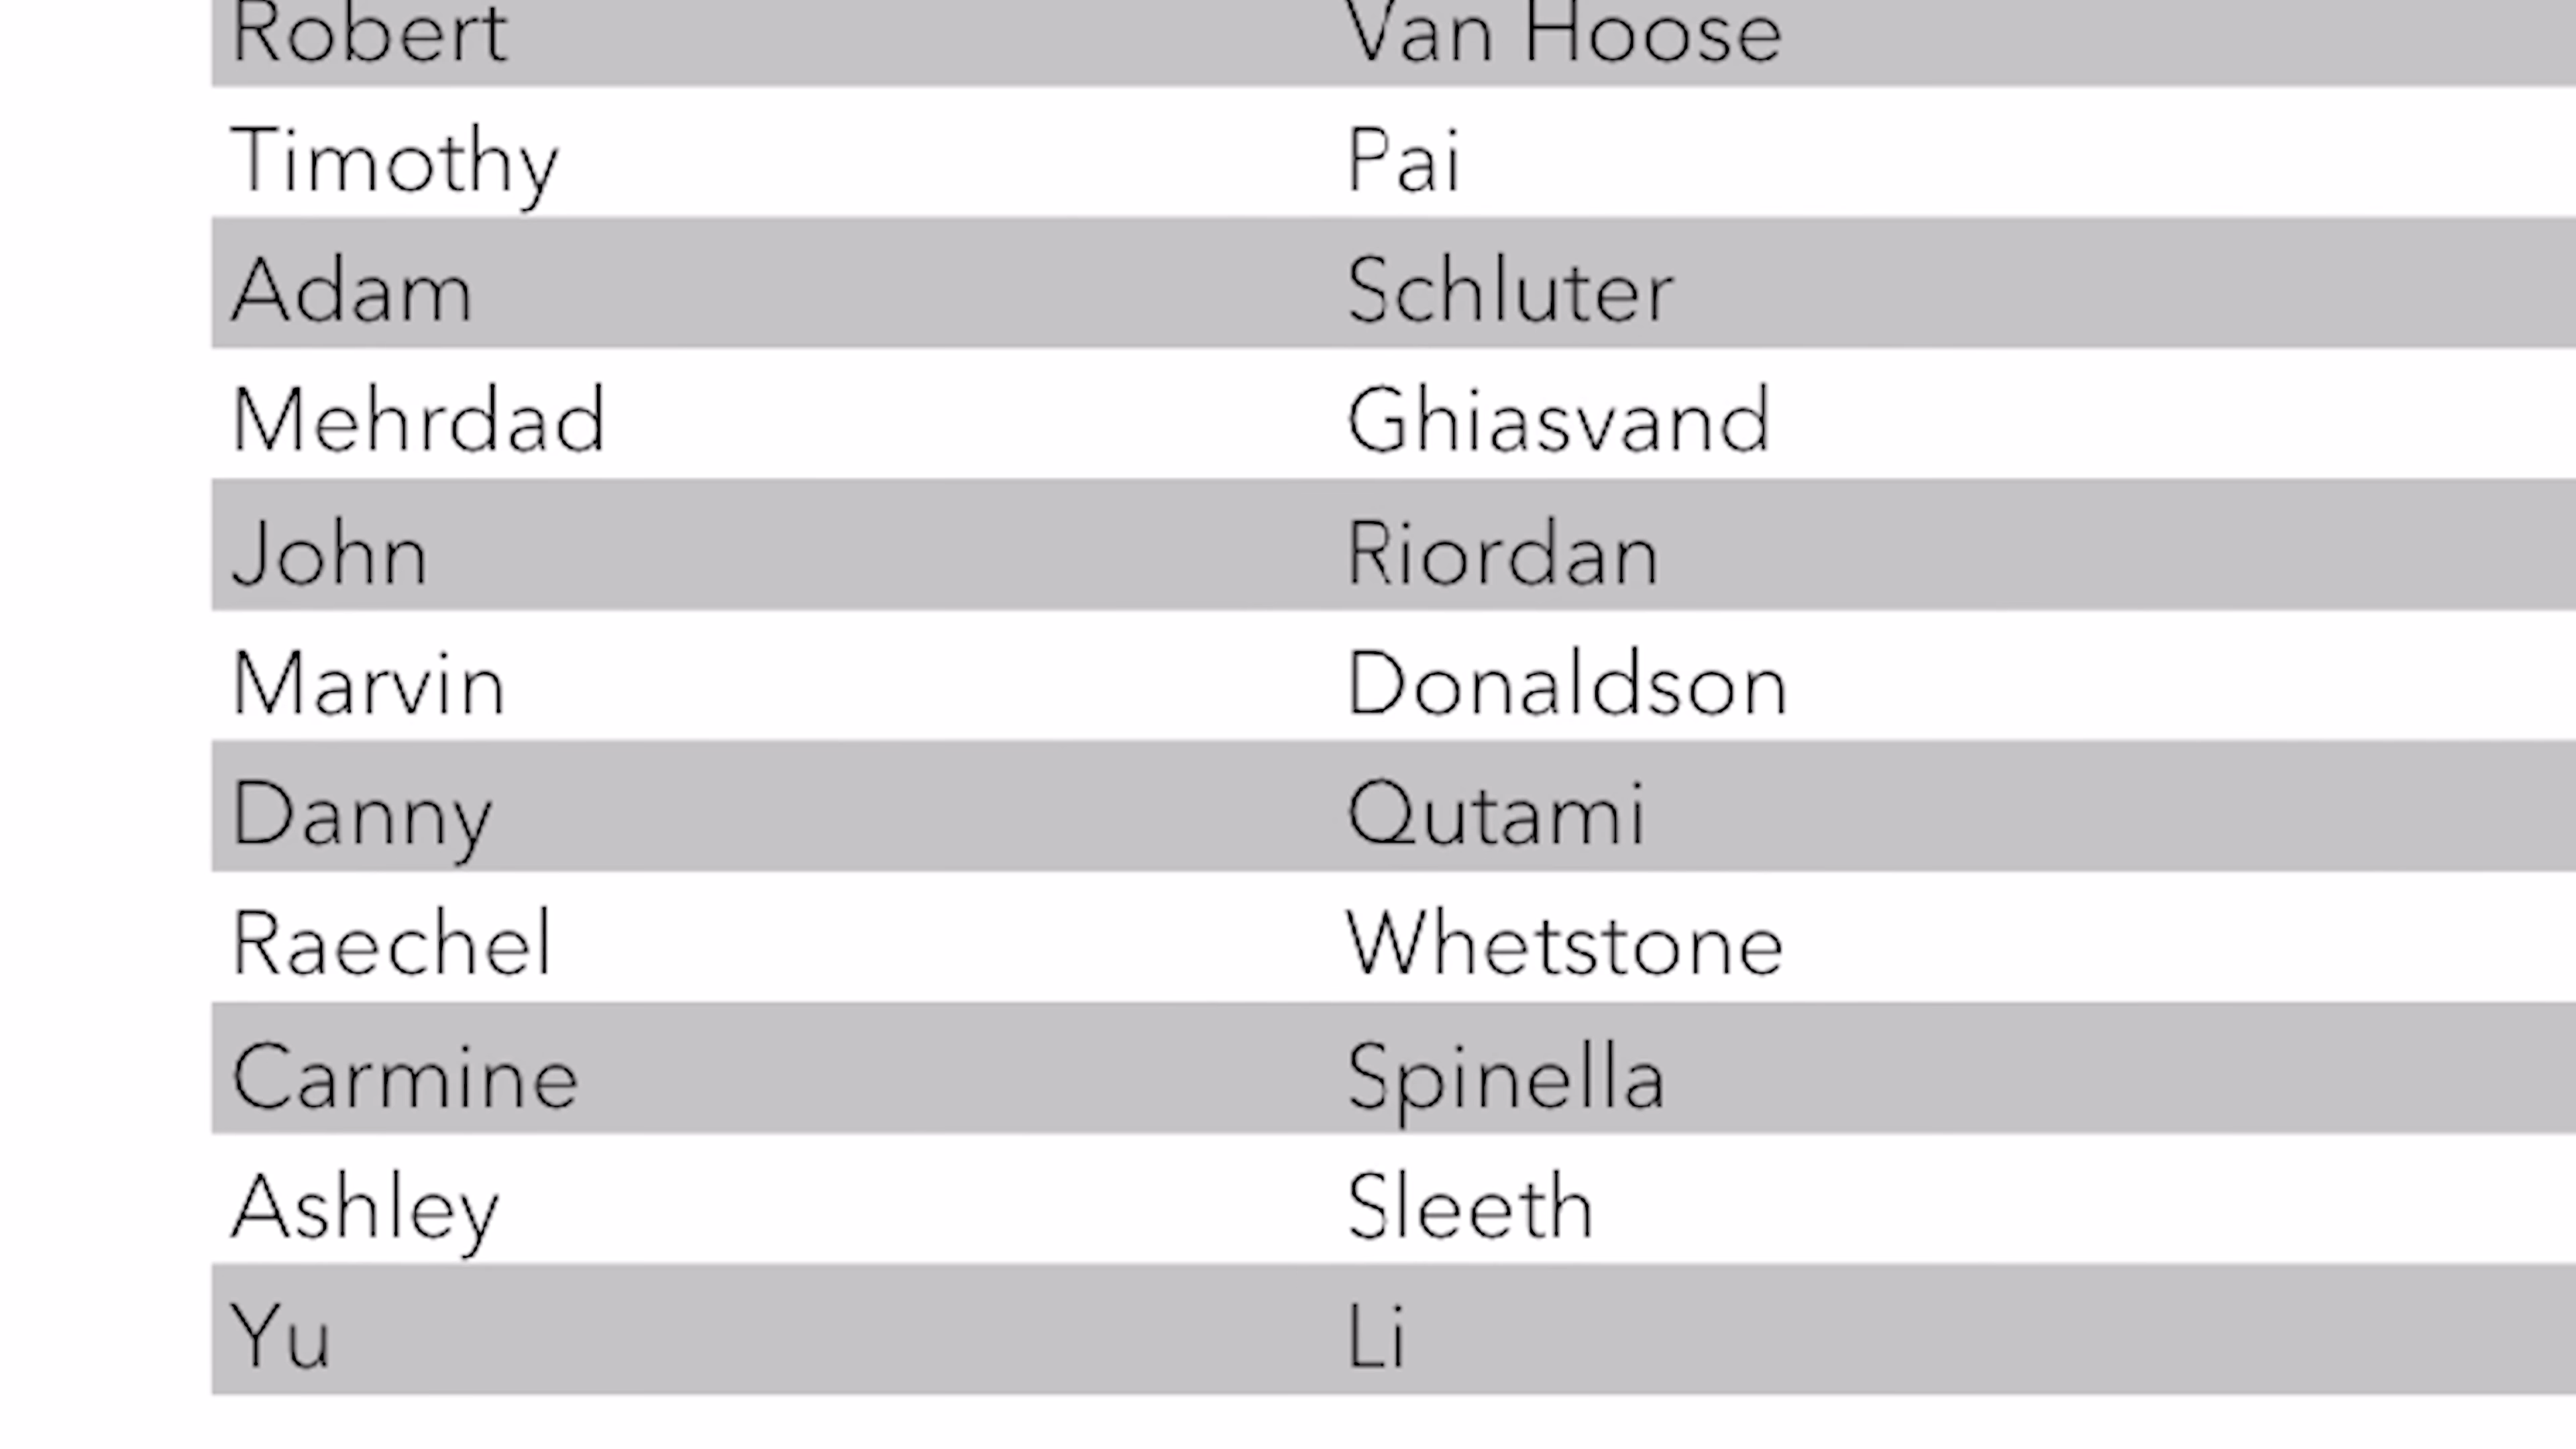 Robert Van Hoose
Timothy Pai
Adam Schluter
Mehrdad Ghiasvand
John Riordan
Marvin Donaldson
Danny Qutami
Raechel Whetstone
Carmine Spinella
Ashley Sleeth
Yu Li